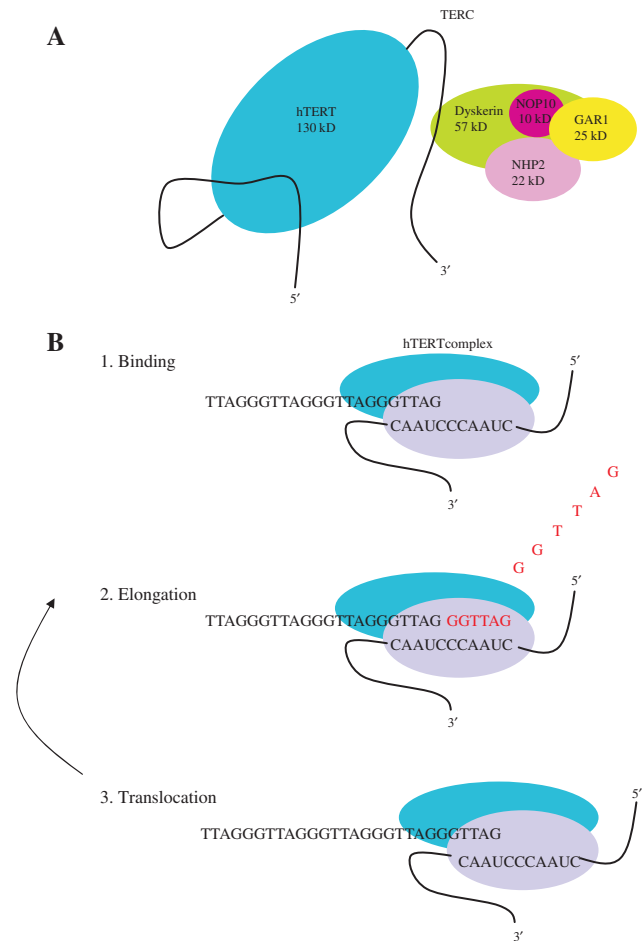 A
TERC
hTERT
130 kD
Dyskerin
57 kD
NOP10
10 kD
GAR1
25 kD
NHP2
22 kD
3′
5′
B
1. Binding
hTERTcomplex
5′
TTAGGGTTAGGGTTAGGGTTAG
CAAUCCCAAUC
3′
G
A
T
T
G
G
2. Elongation
5′
TTAGGGTTAGGGTTAGGGTTAG GGTTAG
CAAUCCCAAUC
3′
3. Translocation
5′
TTAGGGTTAGGGTTAGGGTTAGGGTTAG
CAAUCCCAAUC
3′